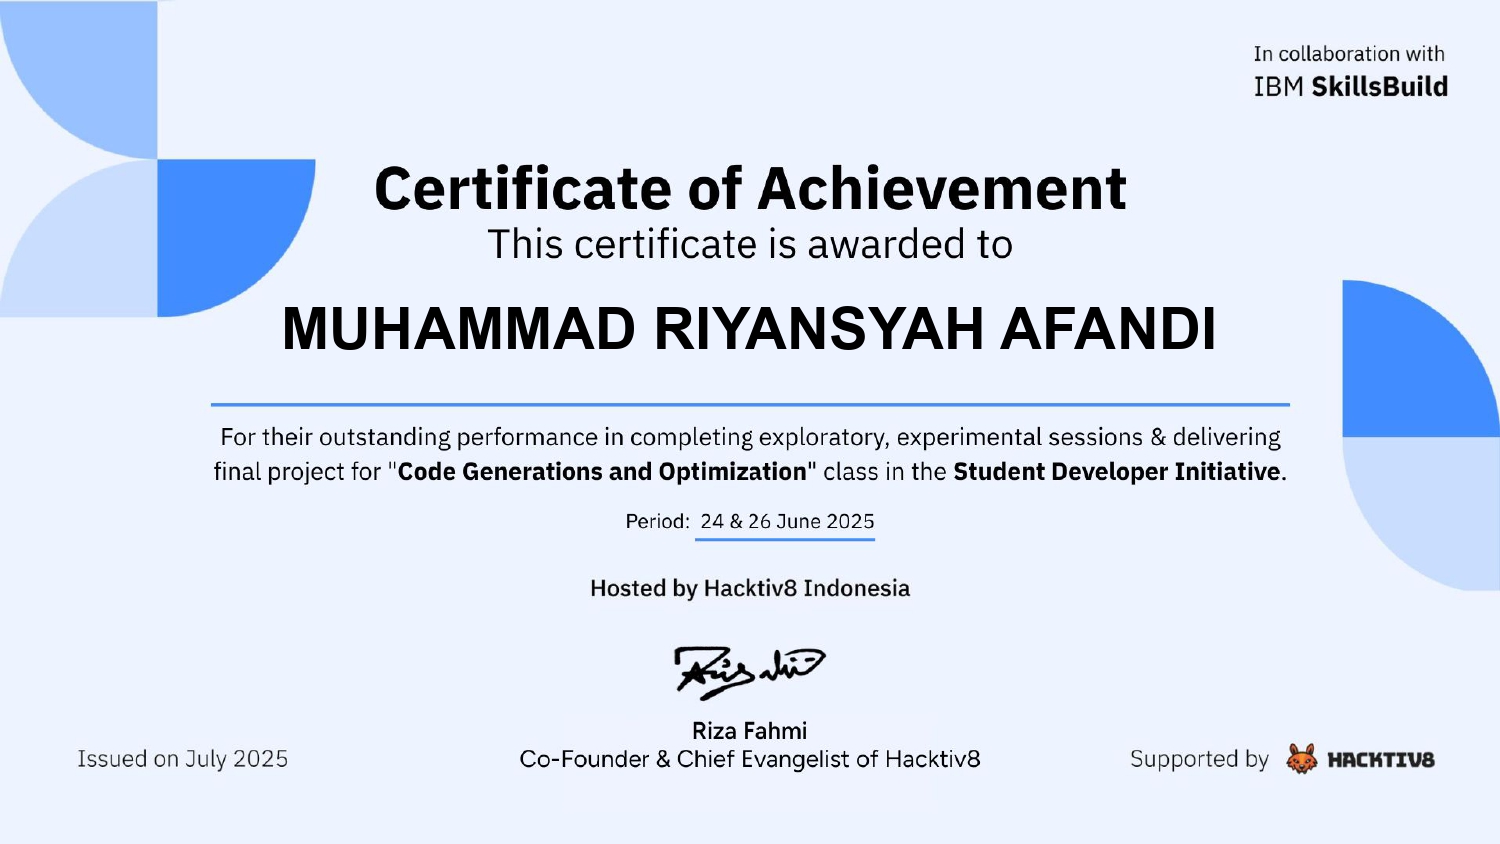 In collaboration with
IBM SkillsBuild
Certificate of Achievement
This certificate is awarded to
MUHAMMAD RIYANSYAH AFANDI
For their outstanding performance in completing exploratory, experimental sessions & delivering
final project for "Code Generations and Optimization" class in the Student Developer Initiative.
Period: 24 & 26 June 2025
Hosted by Hacktiv8 Indonesia
Riza Fahmi
Co-Founder & Chief Evangelist of Hacktiv8
Issued on July 2025
Supported by HACKTIV8